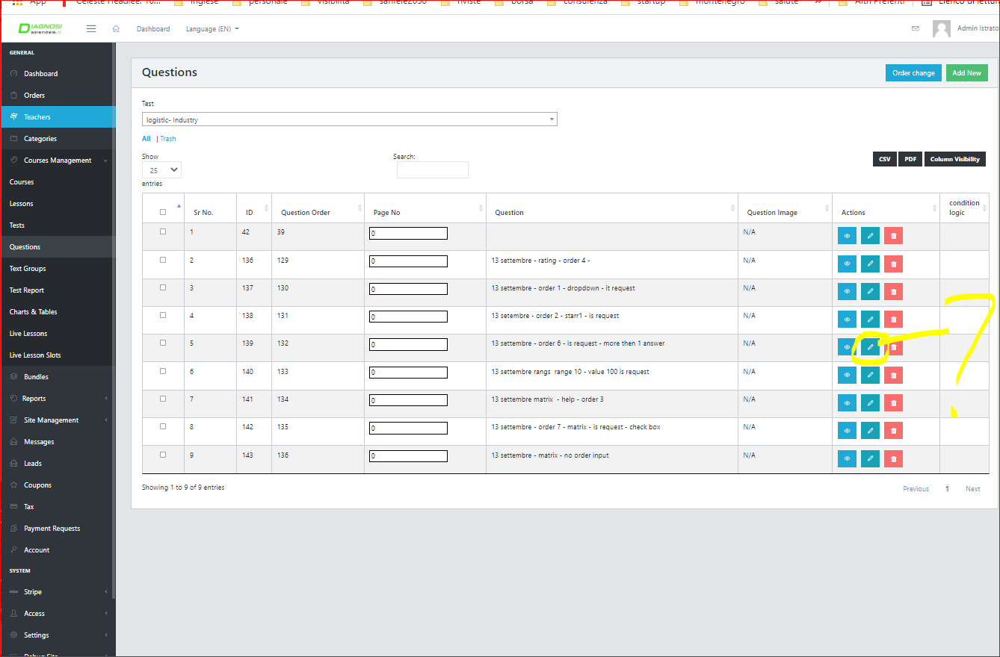 App
Celeste Headlee: 10...
inglese
personale
visibilità
sanrele2030
riviste
borsa
consulenza
startup
montenegro
salute
»
Altri Preferiti
Elenco di lettura
DIAGNOSI
aziendale.it
Dashboard
Language (EN)
Admin Istrato
GENERAL
Dashboard
Orders
Teachers
Categories
Courses Management
Courses
Lessons
Tests
Questions
Text Groups
Test Report
Charts & Tables
Live Lessons
Live Lesson Slots
Bundles
Reports
Site Management
Messages
Leads
Coupons
Tax
Payment Requests
Account
SYSTEM
Stripe
Access
Settings
Debug Site
Questions
Order change
Add New
Test
logistic- Industry
All | Trash
Show
25
entries
Search:
CSV
PDF
Column Visibility
Sr No. ID Question Order Page No Question Question Image Actions condition logic
1 42 39 0 N/A
2 136 129 0 13 settembre - rating - order 4 - N/A
3 137 130 0 13 settembre - order 1 - dropdown - it request N/A
4 138 131 0 13 setembre - order 2 - starr1 - is request N/A
5 139 132 0 13 settembre - order 6 - is request - more then 1 answer
6 140 133 0 13 settembre rangs range 10 - value 100 is request N/A
7 141 134 0 13 settembre matrix - help - order 3 N/A
8 142 135 0 13 settembre - order 7 - matrix - is request - check box N/A
9 143 136 0 13 settembre - matrix - no order input N/A
?
Showing 1 to 9 of 9 entries
Previous 1 Next